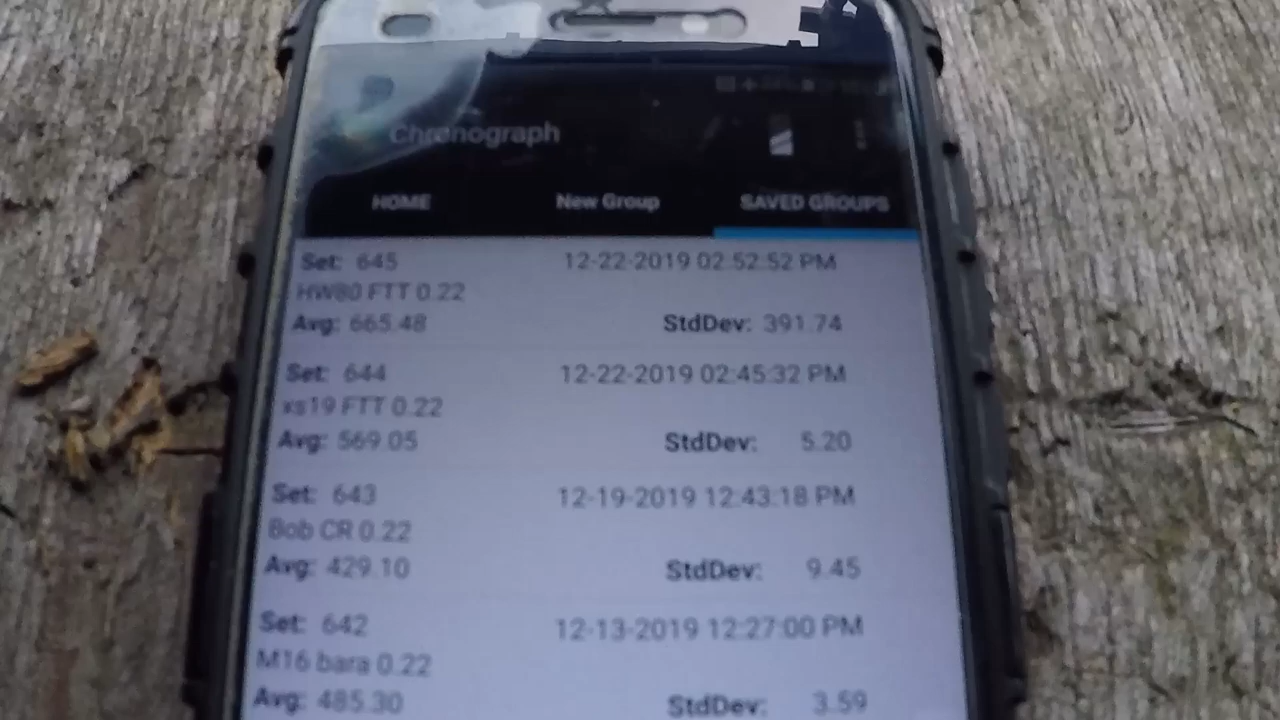 Chronograph
HOME New Group SAVED GROUPS
Set: 645 12-22-2019 02:52:52 PM
HW80 FTT 0.22
Avg: 665.48 StdDev: 391.74
Set: 644 12-22-2019 02:45:32 PM
xs19 FTT 0.22
Avg: 569.05 StdDev: 5.20
Set: 643 12-19-2019 12:43:18 PM
Bob CR 0.22
Avg: 429.10 StdDev: 9.45
Set: 642 12-13-2019 12:27:00 PM
M16 bara 0.22
Avg: 485.30 StdDev: 3.59